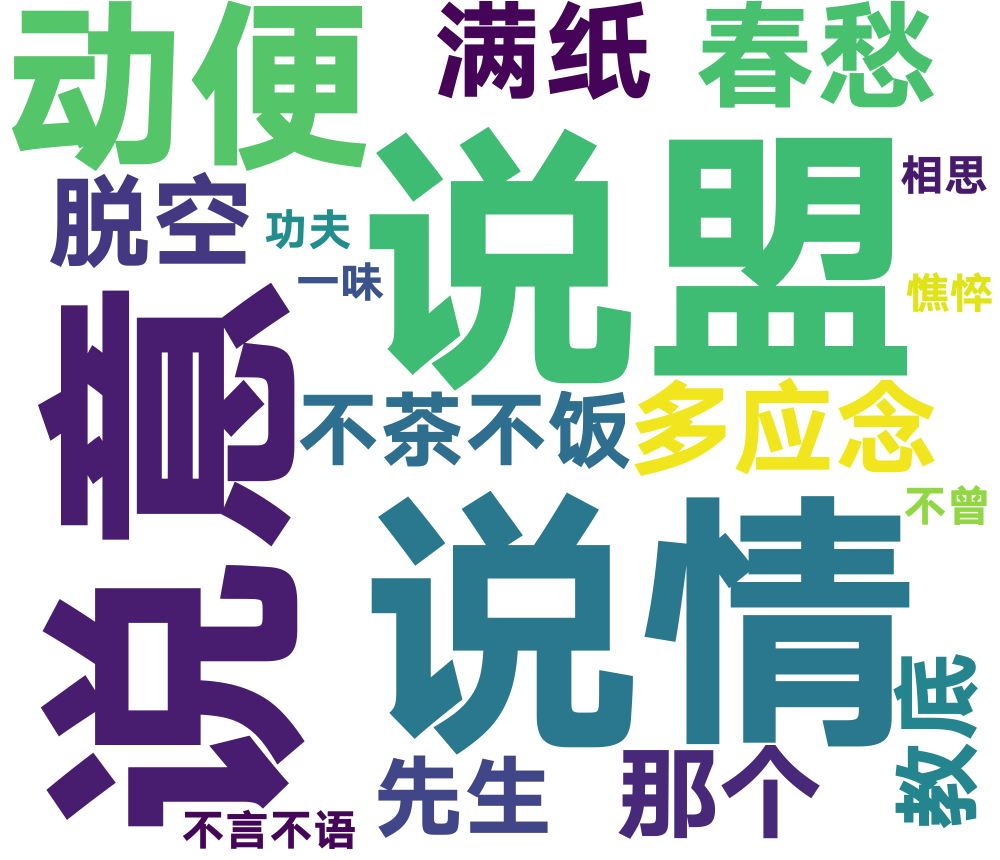 动便
满纸
春愁
说盟
相思
脱空
功夫
一味
憔悴
说意
不茶不饭
多应念
不曾
说情
教底
先生
那个
不言不语